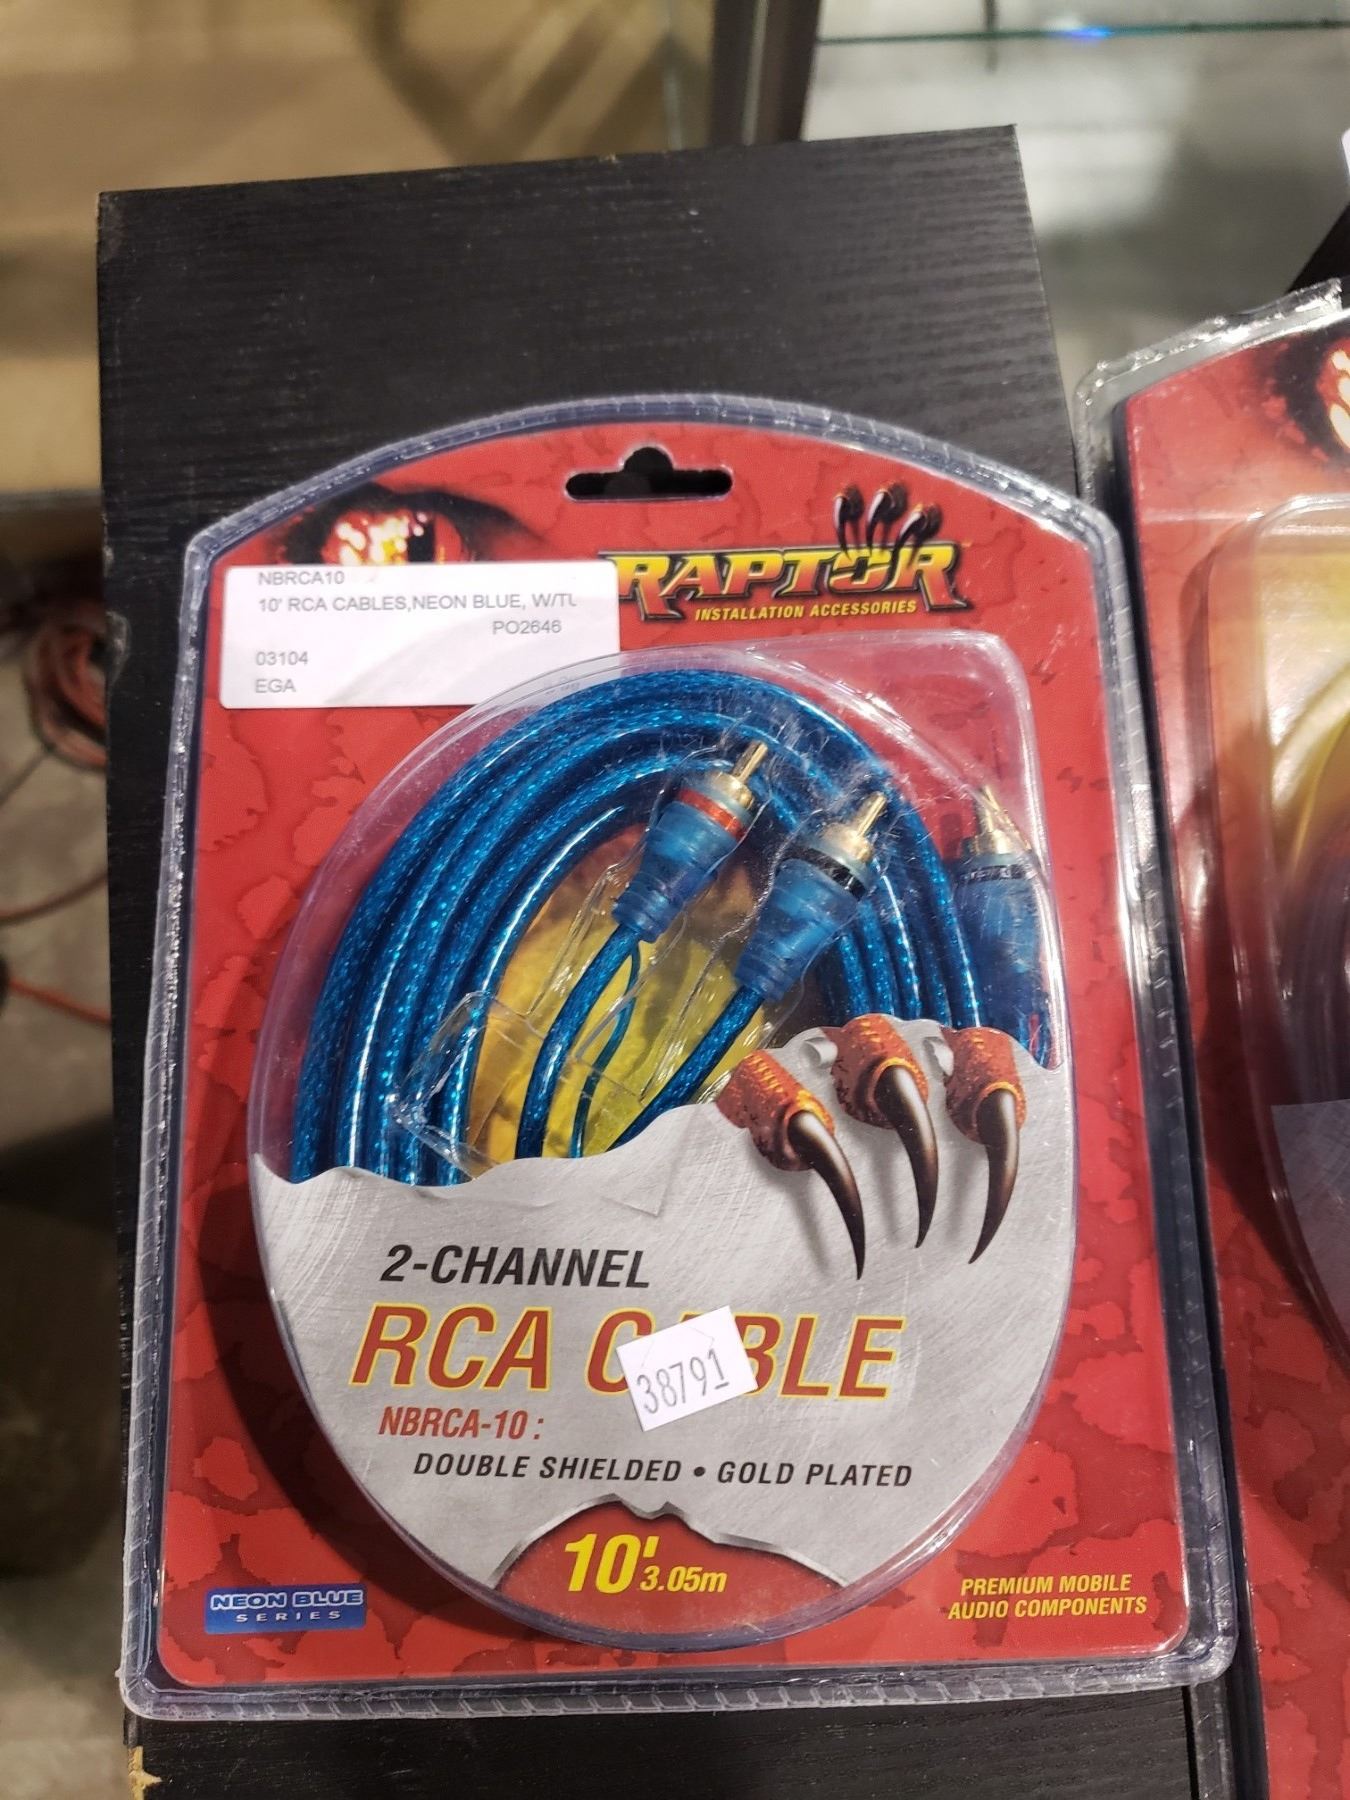 NBRCA10
10' RCA CABLES,NEON BLUE, W/TL
PO2646
03104
EGA
RAPTOR
INSTALLATION ACCESSORIES
2-CHANNEL
RCA CABLE
38791
NBRCA-10 :
DOUBLE SHIELDED • GOLD PLATED
10' 3.05m
NEON BLUE
SERIES
PREMIUM MOBILE
AUDIO COMPONENTS